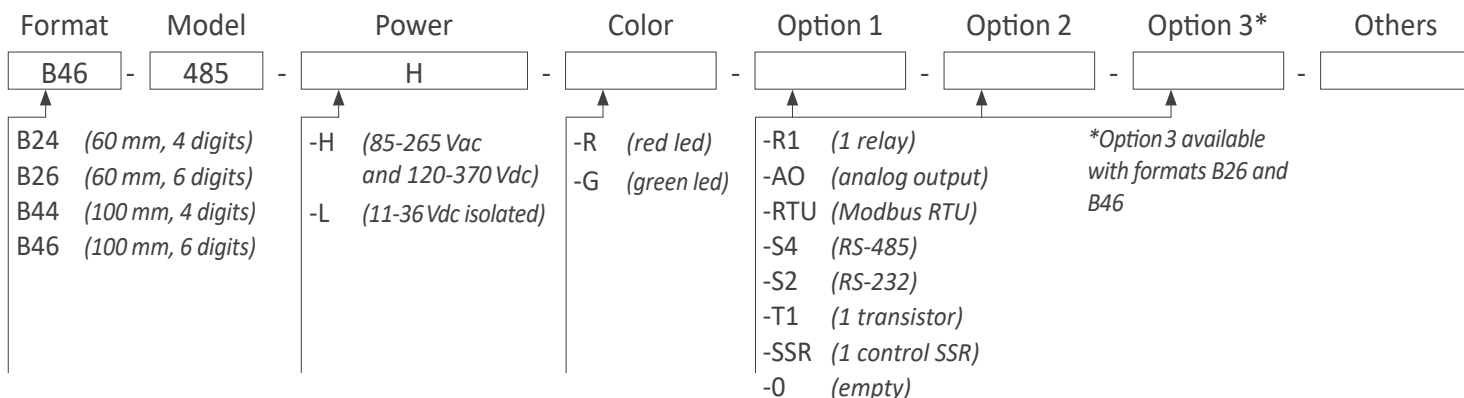 Format Model Power Color Option 1 Option 2 Option 3* Others
B46 - 485 - H - - - -
B24 (60 mm, 4 digits)
B26 (60 mm, 6 digits)
B44 (100 mm, 4 digits)
B46 (100 mm, 6 digits)
-H (85-265 Vac
and 120-370 Vdc)
-L (11-36 Vdc isolated)
-R (red led)
-G (green led)
-R1 (1 relay)
-AO (analog output)
-RTU (Modbus RTU)
-S4 (RS-485)
-S2 (RS-232)
-T1 (1 transistor)
-SSR (1 control SSR)
-0 (empty)
*Option 3 available
with formats B26 and
B46